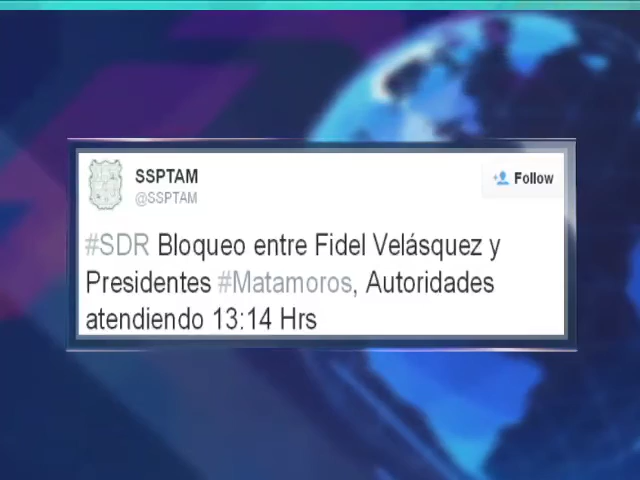 SSPTAM
@SSPTAM
Follow
#SDR Bloqueo entre Fidel Velásquez y
Presidentes #Matamoros, Autoridades
atendiendo 13:14 Hrs